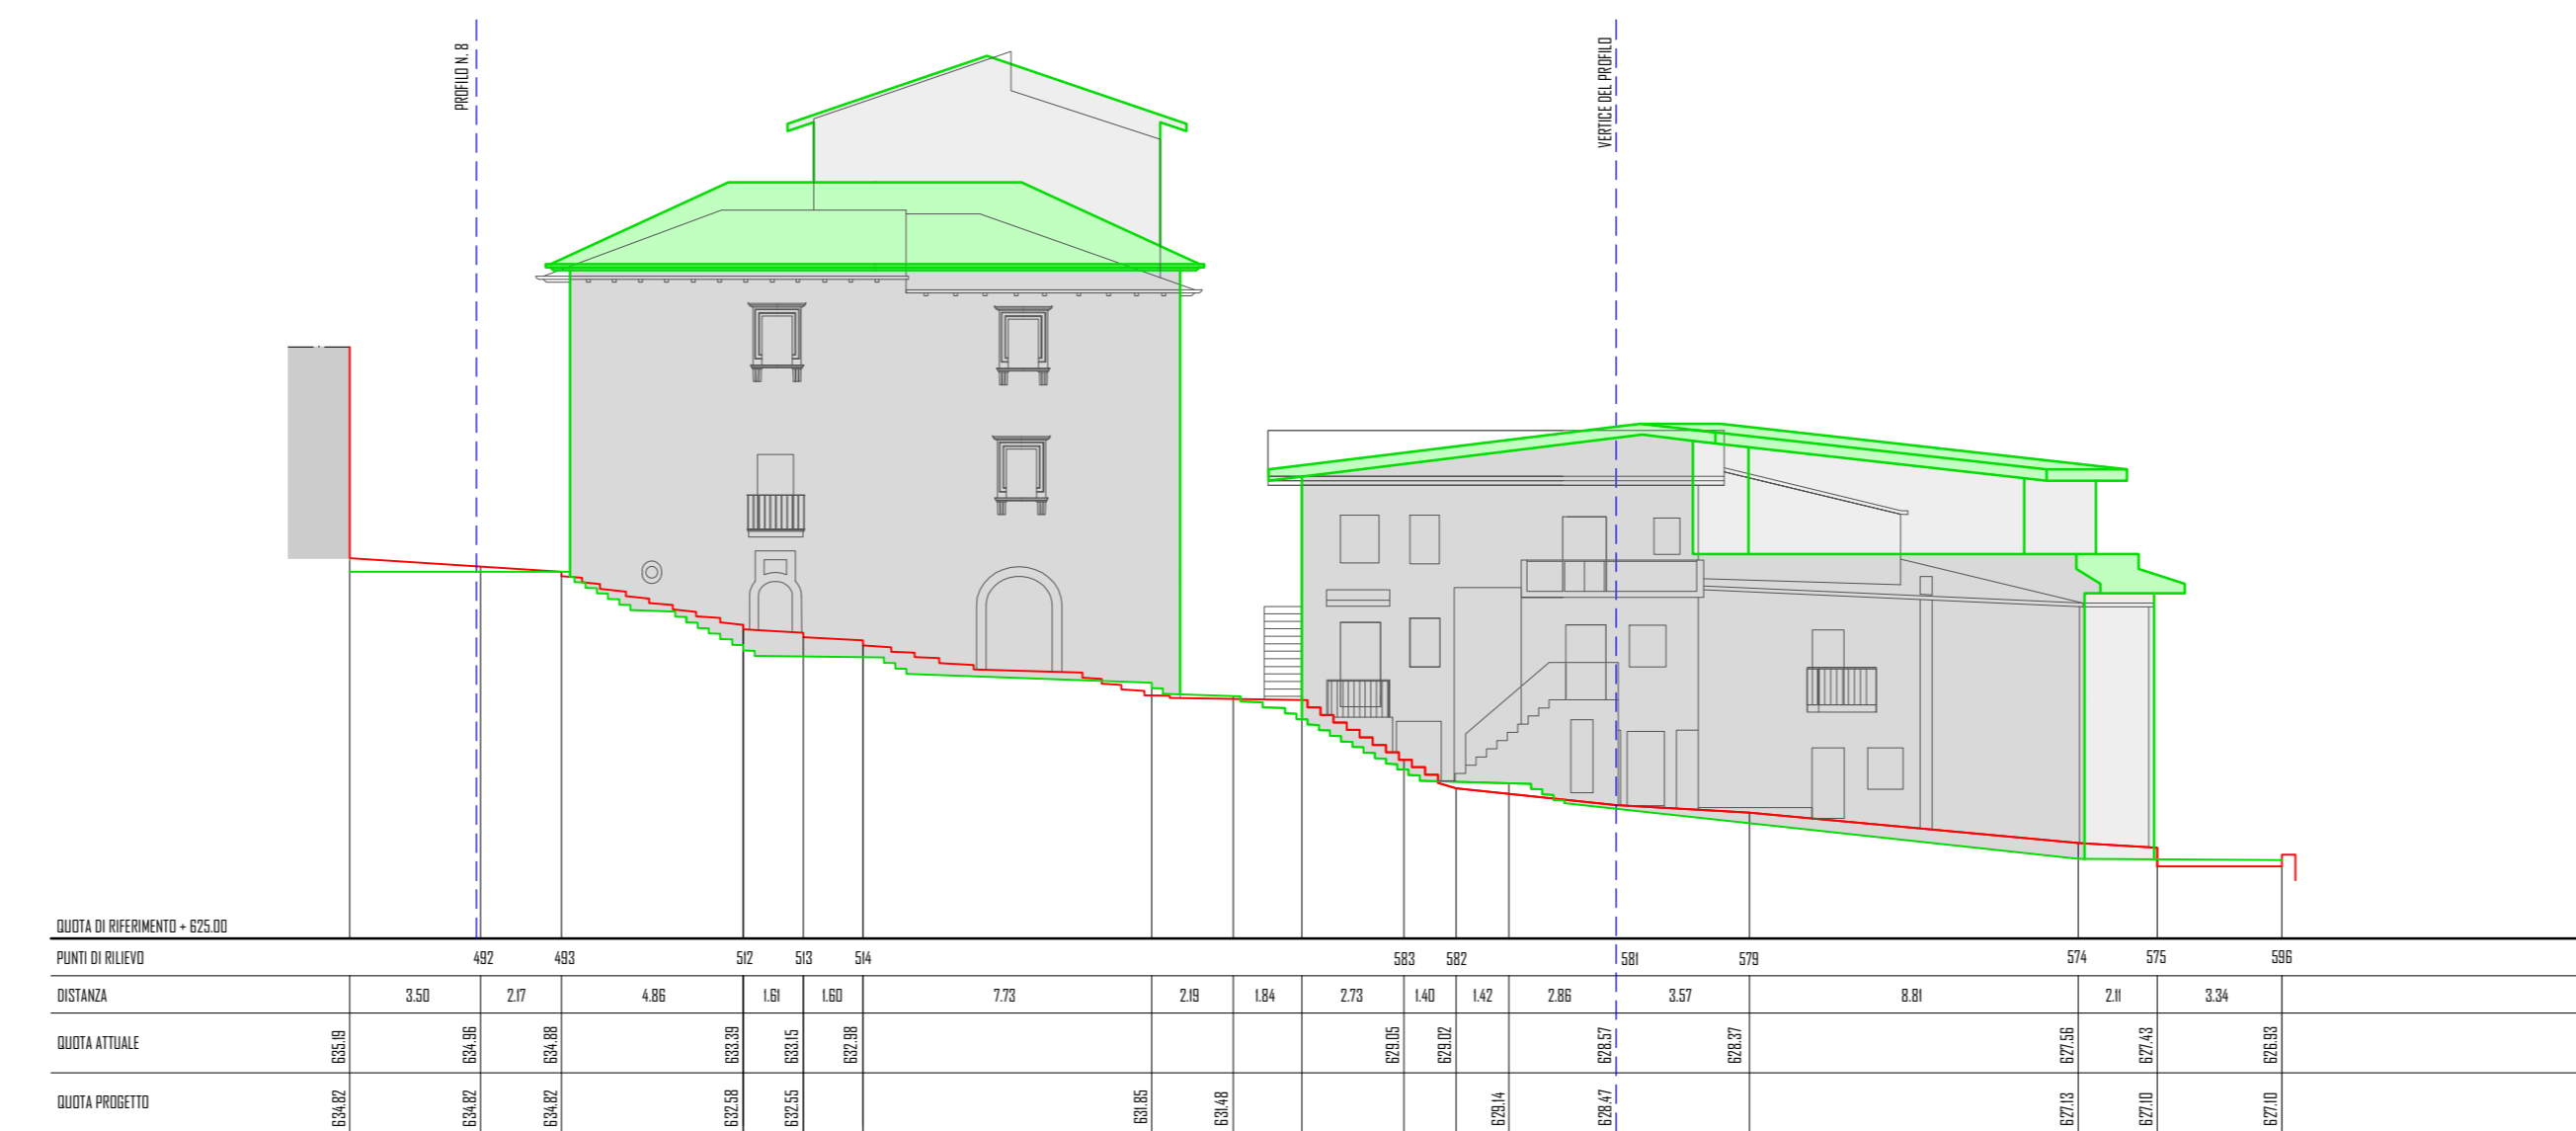 PROFILO N. 8
VERTICE DEL PROFILO
QUOTA DI RIFERIMENTO + 625.00
PUNTI DI RILIEVO 492 493 512 513 514 583 582 581 579 574 575 596
DISTANZA 3.50 2.17 4.86 1.61 1.60 7.73 2.19 1.84 2.73 1.40 1.42 2.86 3.57 8.81 2.11 3.34
QUOTA ATTUALE 635.19 634.96 634.88 633.39 633.15 632.98 629.05 629.02 628.57 628.37 627.56 627.43 626.93
QUOTA PROGETTO 634.82 634.82 634.82 632.58 632.55 631.85 631.48 629.14 628.47 627.13 627.10 627.10